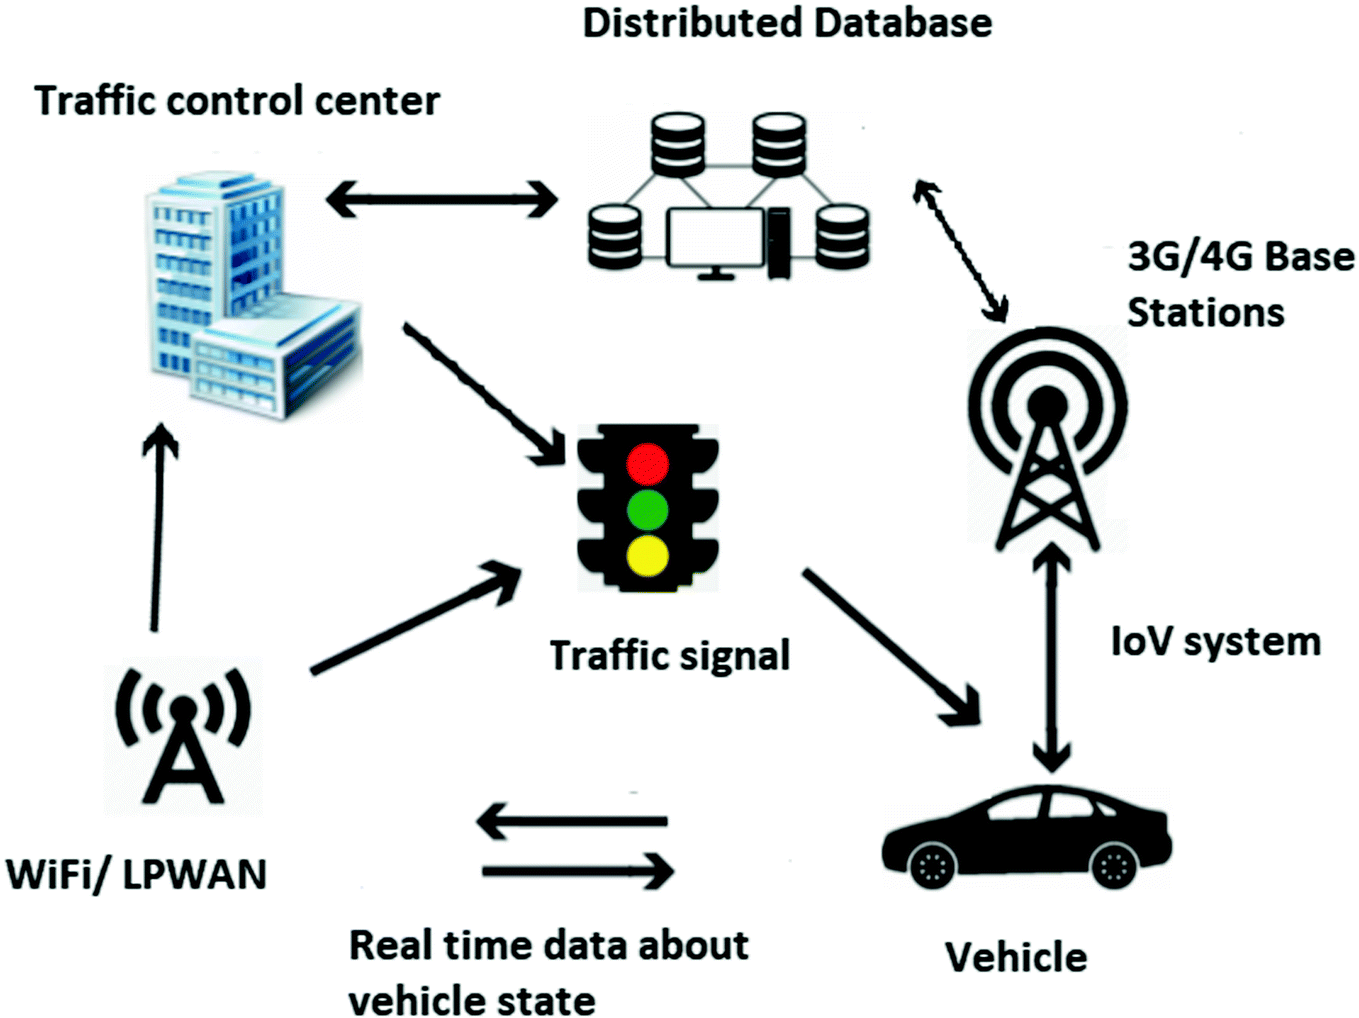 Distributed Database
Traffic control center
3G/4G Base
Stations
Traffic signal
IoV system
WiFi/ LPWAN
Real time data about
vehicle state
Vehicle